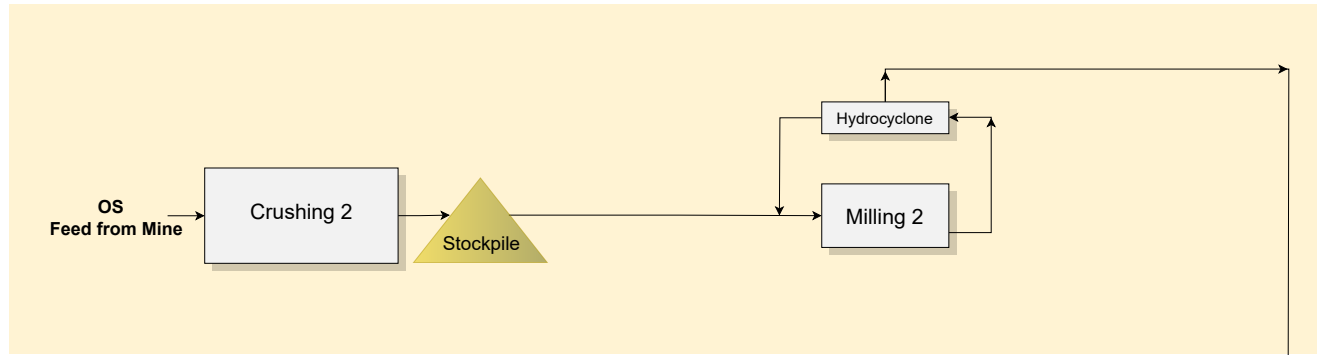 Hydrocyclone
OS
Feed from Mine
Crushing 2
Stockpile
Milling 2